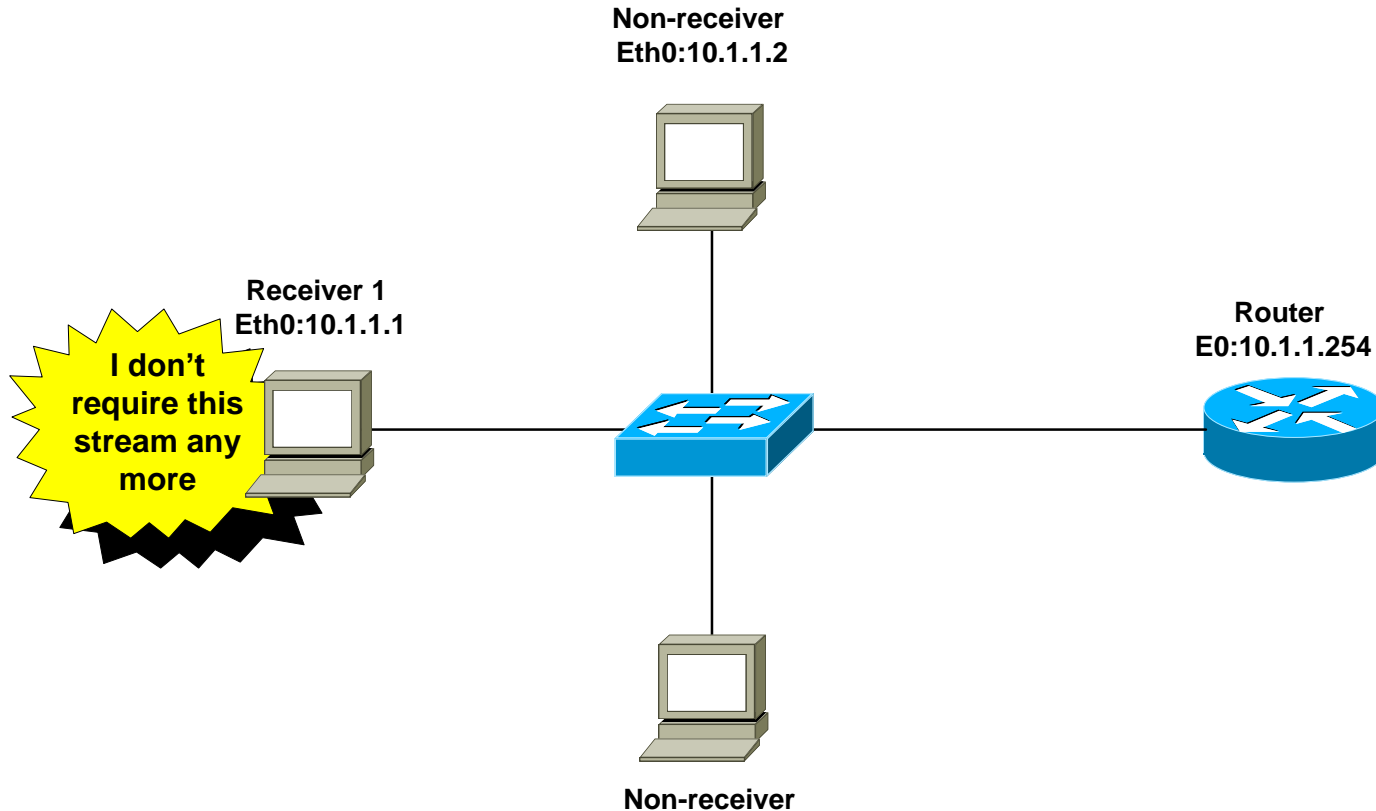 Non-receiver
Eth0:10.1.1.2
Receiver 1
Eth0:10.1.1.1
I don’t
require this
stream any
more
Router
E0:10.1.1.254
Non-receiver